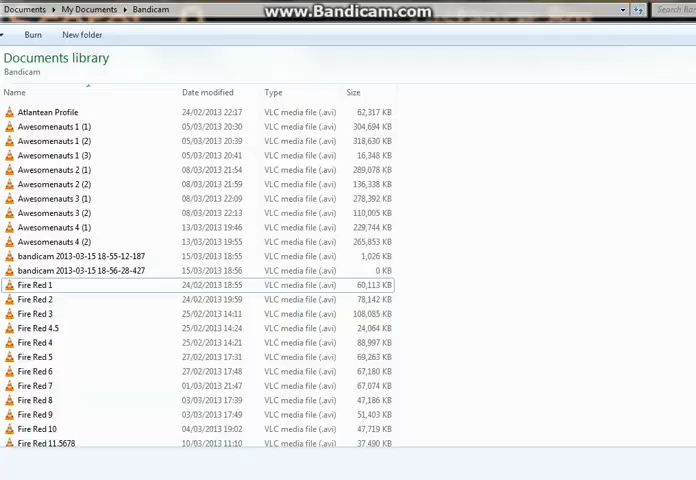 www.Bandicam.com
Documents My Documents Bandicam
Burn New folder
Documents library
Bandicam
Name Date modified Type Size
Atlantean Profile 24/02/2013 22:17 VLC media file (.avi) 62,317 KB
Awesomenauts 1 (1) 05/03/2013 20:30 VLC media file (.avi) 304,694 KB
Awesomenauts 1 (2) 05/03/2013 20:39 VLC media file (.avi) 318,630 KB
Awesomenauts 1 (3) 05/03/2013 20:41 VLC media file (.avi) 16,348 KB
Awesomenauts 2 (1) 08/03/2013 21:54 VLC media file (.avi) 289,078 KB
Awesomenauts 2 (2) 08/03/2013 21:59 VLC media file (.avi) 136,338 KB
Awesomenauts 3 (1) 08/03/2013 22:09 VLC media file (.avi) 278,392 KB
Awesomenauts 3 (2) 08/03/2013 22:13 VLC media file (.avi) 110,005 KB
Awesomenauts 4 (1) 13/03/2013 19:46 VLC media file (.avi) 229,744 KB
Awesomenauts 4 (2) 13/03/2013 19:55 VLC media file (.avi) 265,853 KB
bandicam 2013-03-15 18-55-12-187 15/03/2013 18:55 VLC media file (.avi) 1,026 KB
bandicam 2013-03-15 18-56-28-427 15/03/2013 18:56 VLC media file (.avi) 0 KB
Fire Red 1 24/02/2013 18:55 VLC media file (.avi) 60,113 KB
Fire Red 2 24/02/2013 19:59 VLC media file (.avi) 78,142 KB
Fire Red 3 25/02/2013 14:11 VLC media file (.avi) 108,085 KB
Fire Red 4.5 25/02/2013 14:24 VLC media file (.avi) 24,064 KB
Fire Red 4 25/02/2013 14:21 VLC media file (.avi) 88,997 KB
Fire Red 5 27/02/2013 17:31 VLC media file (.avi) 69,263 KB
Fire Red 6 27/02/2013 17:48 VLC media file (.avi) 67,180 KB
Fire Red 7 01/03/2013 21:47 VLC media file (.avi) 67,074 KB
Fire Red 8 03/03/2013 17:39 VLC media file (.avi) 47,186 KB
Fire Red 9 03/03/2013 17:49 VLC media file (.avi) 51,403 KB
Fire Red 10 04/03/2013 19:02 VLC media file (.avi) 47,719 KB
Fire Red 11.5678 10/03/2013 11:10 VLC media file (.avi) 37,490 KB